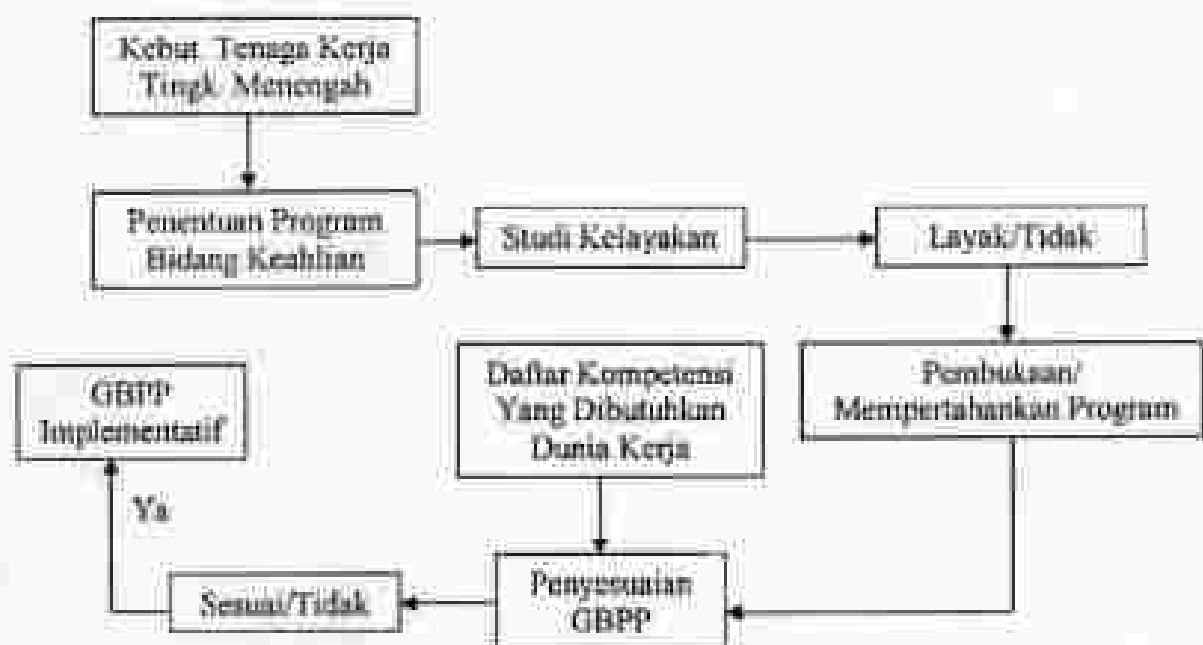 Kebut. Tenaga Kerja
Tingk. Menengah
Penentuan Program
Bidang Keahlian
Studi Kelayakan
Layak/Tidak
GBPP
Implementatif
Daftar Kompetensi
Yang Dibutuhkan
Dunia Kerja
Pembukaan/
Mempertahankan Program
Ya
Sesuai/Tidak
Penyesuaian
GBPP